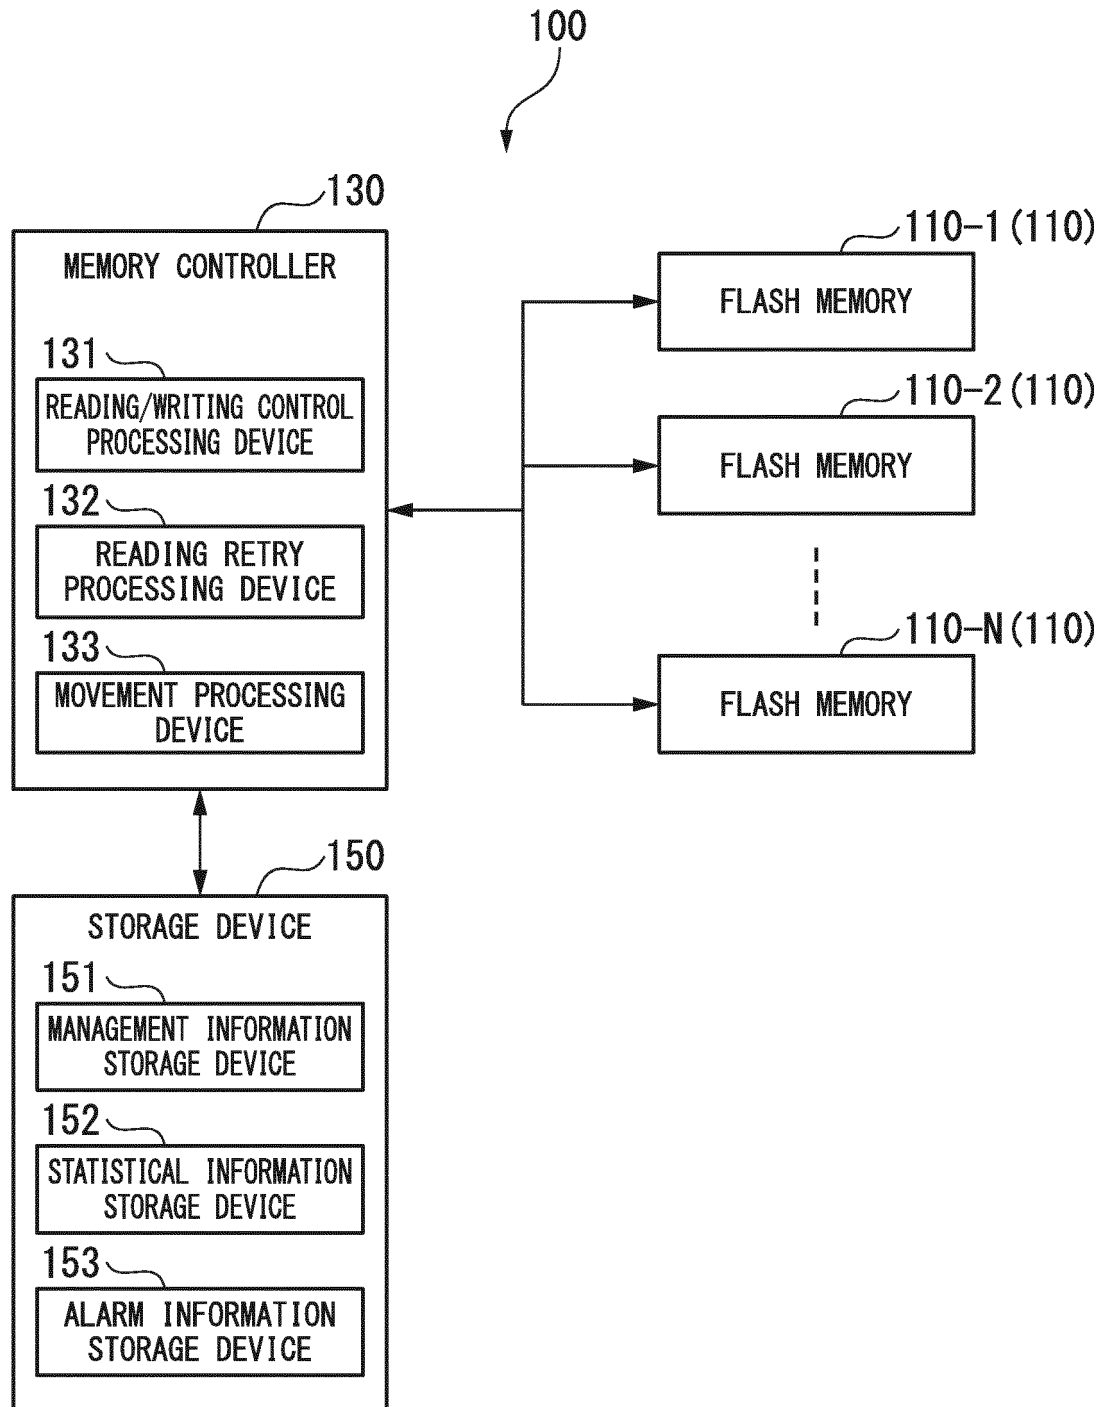 100
130
MEMORY CONTROLLER
131
READING/WRITING CONTROL
PROCESSING DEVICE
132
READING RETRY
PROCESSING DEVICE
133
MOVEMENT PROCESSING
DEVICE
110-1(110)
FLASH MEMORY
110-2(110)
FLASH MEMORY
110-N(110)
FLASH MEMORY
150
STORAGE DEVICE
151
MANAGEMENT INFORMATION
STORAGE DEVICE
152
STATISTICAL INFORMATION
STORAGE DEVICE
153
ALARM INFORMATION
STORAGE DEVICE